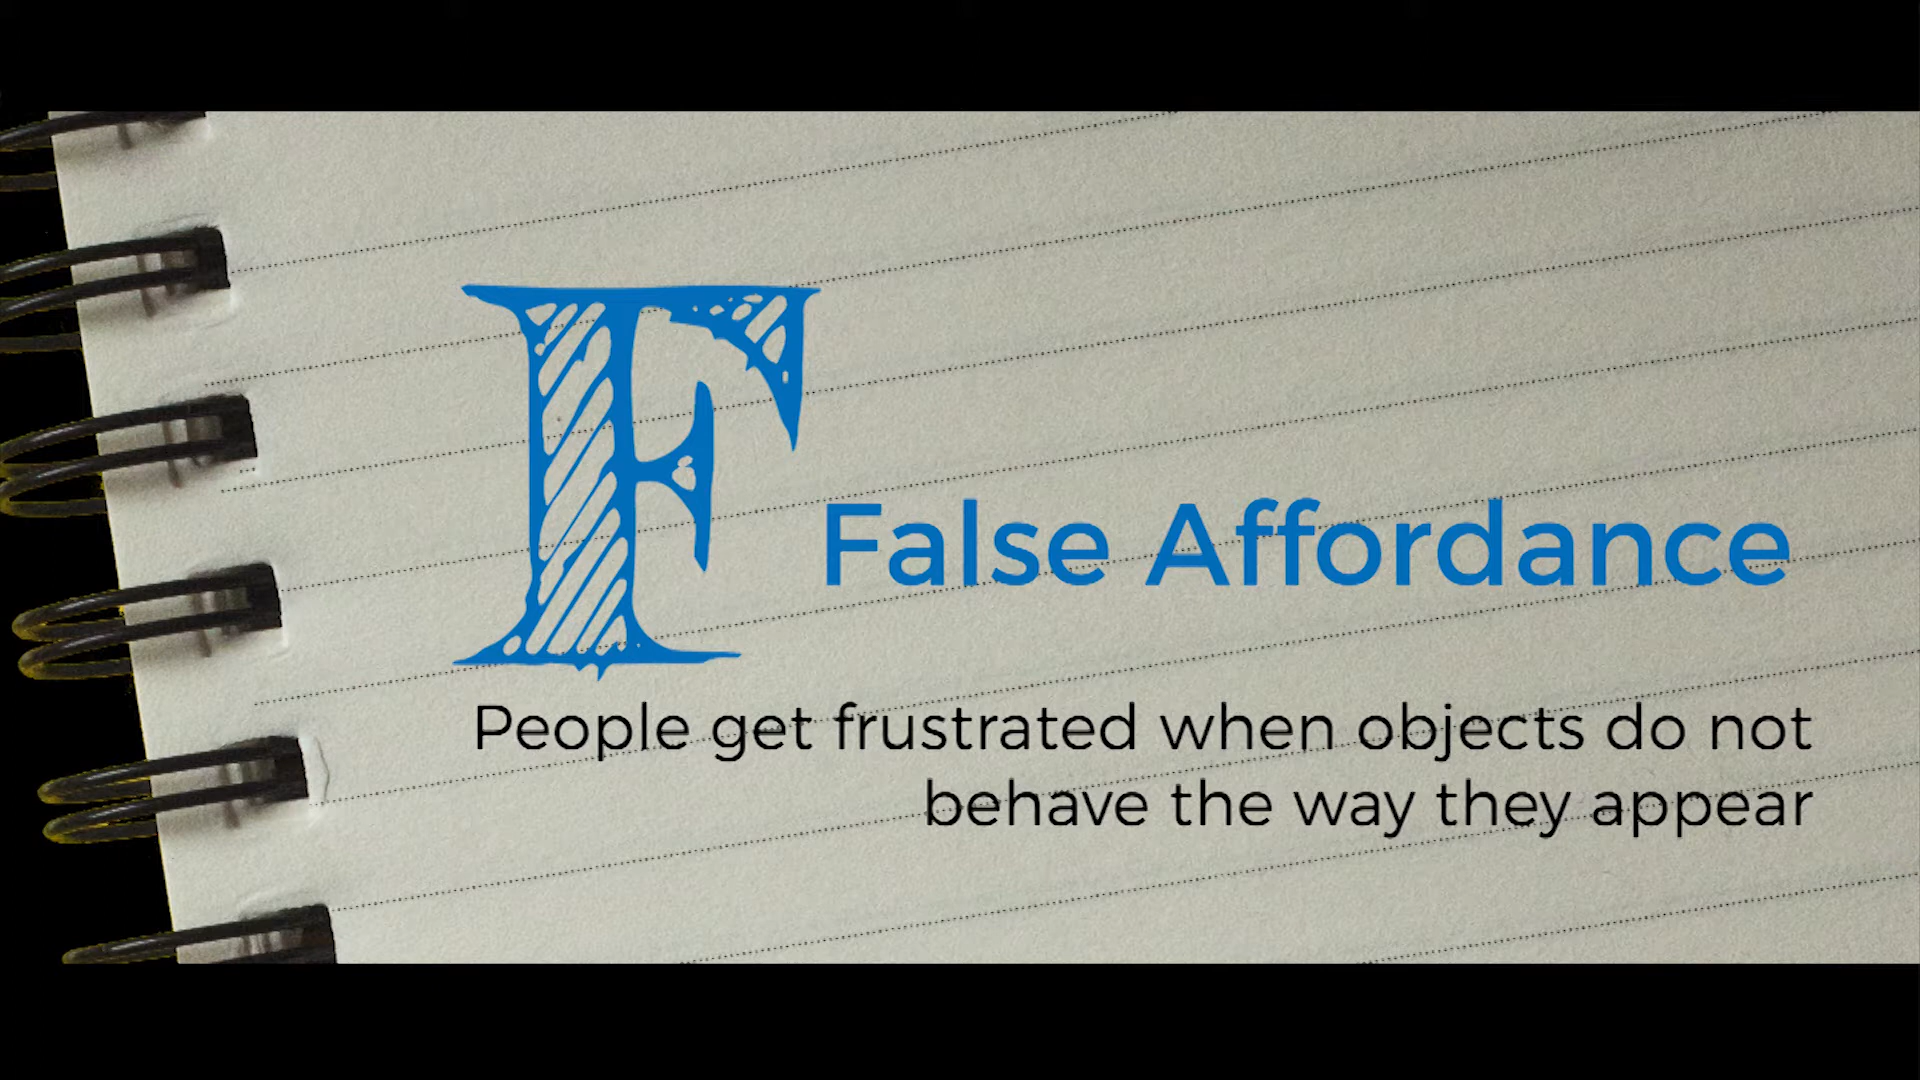 F
False Affordance
People get frustrated when objects do not
behave the way they appear